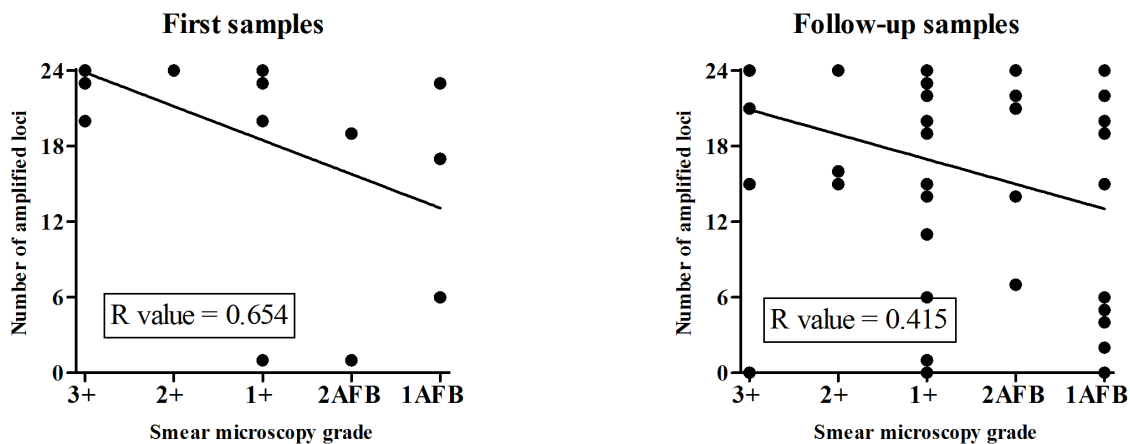 First samples
Number of amplified loci
24
18
12
6
0
R value = 0.654
3+ 2+ 1+ 2AFB 1AFB
Smear microscopy grade
Follow-up samples
Number of amplified loci
24
18
12
6
0
R value = 0.415
3+ 2+ 1+ 2AFB 1AFB
Smear microscopy grade